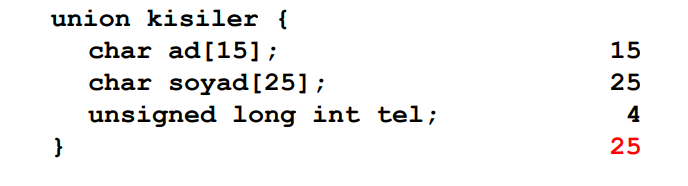 union kisiler {
char ad[15]; 15
char soyad[25]; 25
unsigned long int tel; 4
} 25